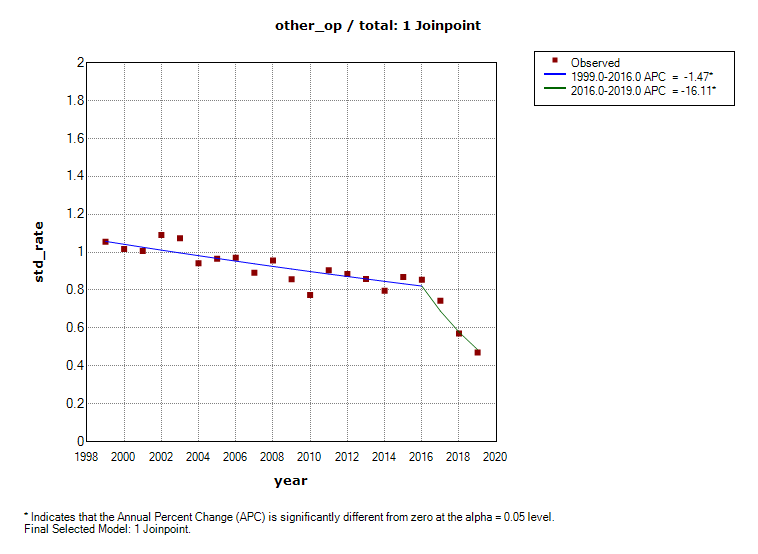 other_op / total: 1 Joinpoint
Observed
1999.0-2016.0 APC = -1.47*
2016.0-2019.0 APC = -16.11*
2
1.8
1.6
1.4
1.2
1
0.8
0.6
0.4
0.2
0
std_rate
1998 2000 2002 2004 2006 2008 2010 2012 2014 2016 2018 2020
year
* Indicates that the Annual Percent Change (APC) is significantly different from zero at the alpha = 0.05 level.
Final Selected Model: 1 Joinpoint.